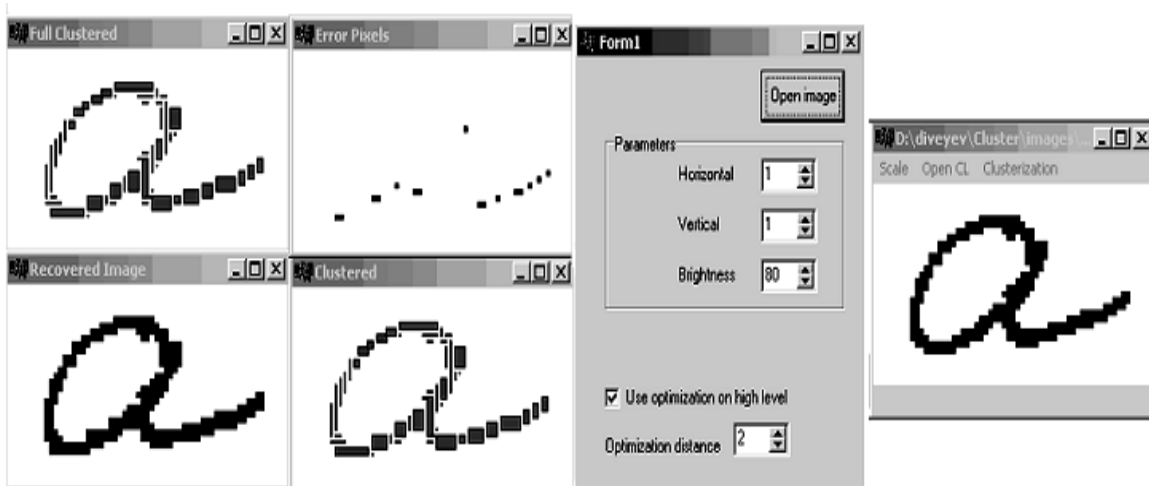 Full Clustered
a
Error Pixels
Recovered Image
a
Clustered
a
Form1
Open image
Parameters
Horizontal 1
Vertical 1
Brightness 80
Use optimization on high level
Optimization distance 2
D:\diveyev\Cluster\images\...
Scale Open CL Clusterization
a